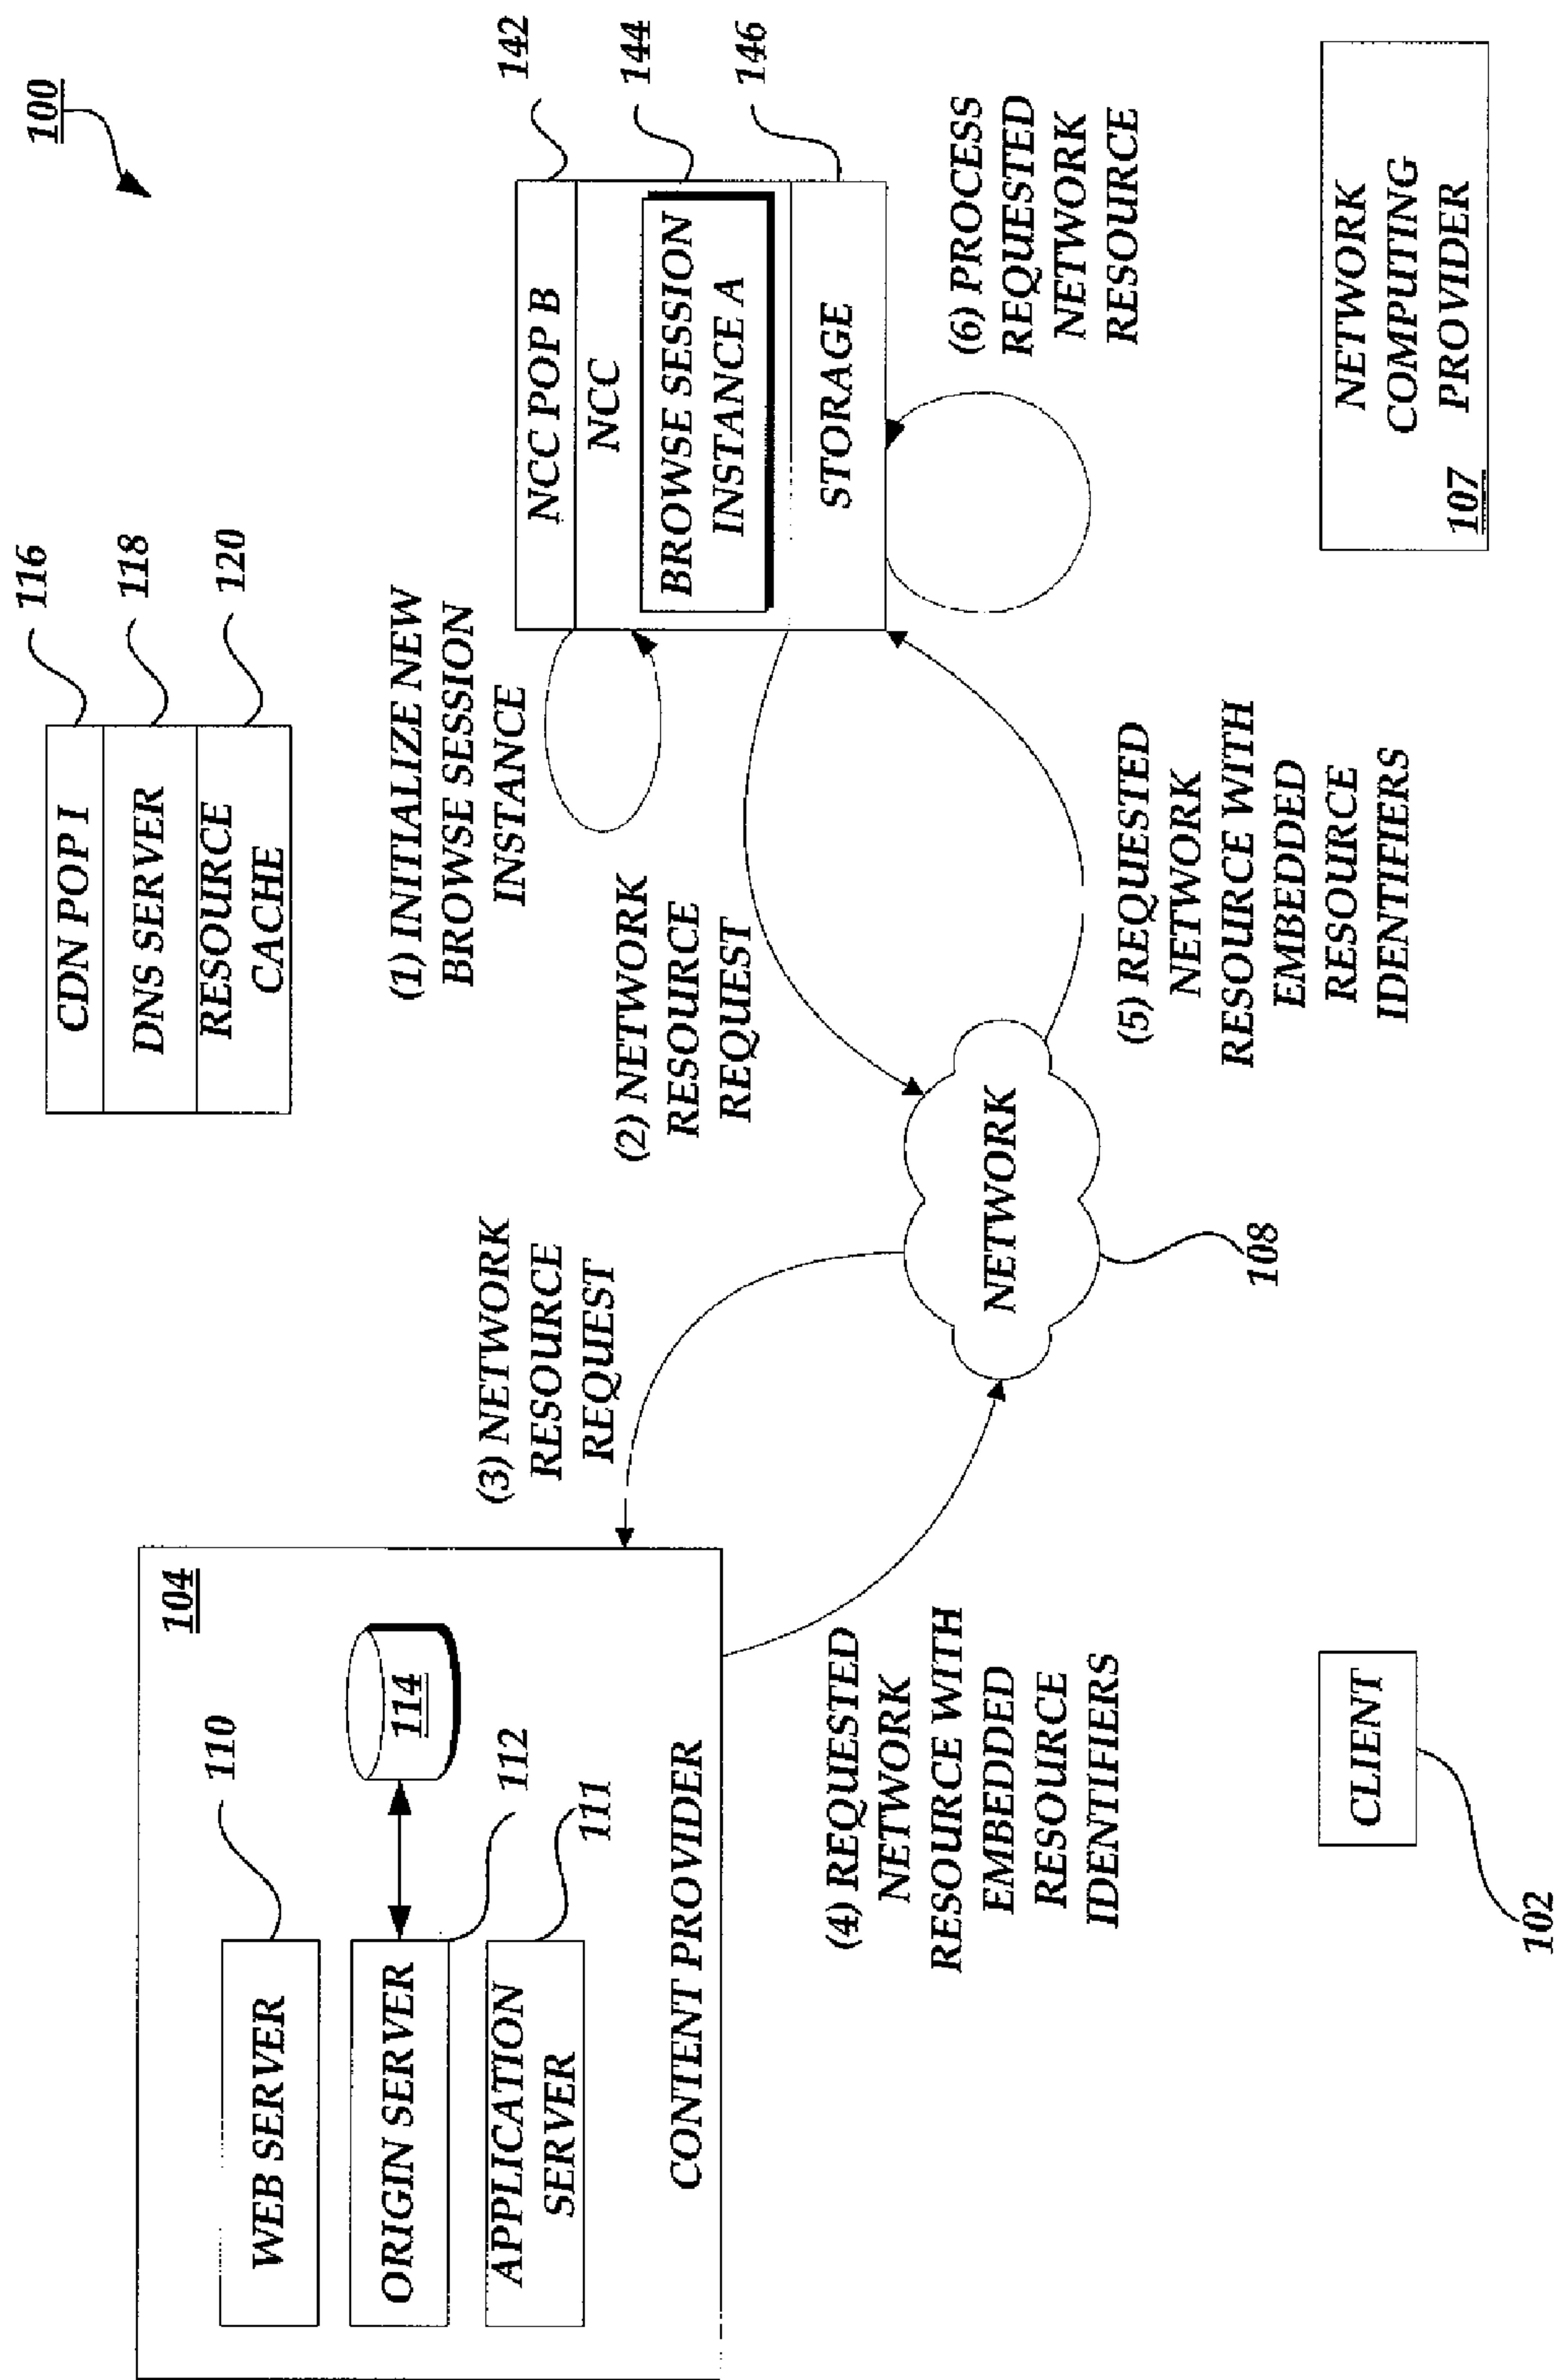 100
104
WEB SERVER
110
ORIGIN SERVER
112
114
APPLICATION
SERVER
111
CONTENT PROVIDER
CDN POP I
116
DNS SERVER
118
RESOURCE
CACHE
120
(1) INITIALIZE NEW
BROWSE SESSION
INSTANCE
(2) NETWORK
RESOURCE
REQUEST
(3) NETWORK
RESOURCE
REQUEST
NCC POP B
142
NCC
144
BROWSE SESSION
INSTANCE A
STORAGE
146
(4) REQUESTED
NETWORK
RESOURCE WITH
EMBEDDED
RESOURCE
IDENTIFIERS
NETWORK
108
(5) REQUESTED
NETWORK
RESOURCE WITH
EMBEDDED
RESOURCE
IDENTIFIERS
(6) PROCESS
REQUESTED
NETWORK
RESOURCE
CLIENT
102
NETWORK
COMPUTING
PROVIDER
107